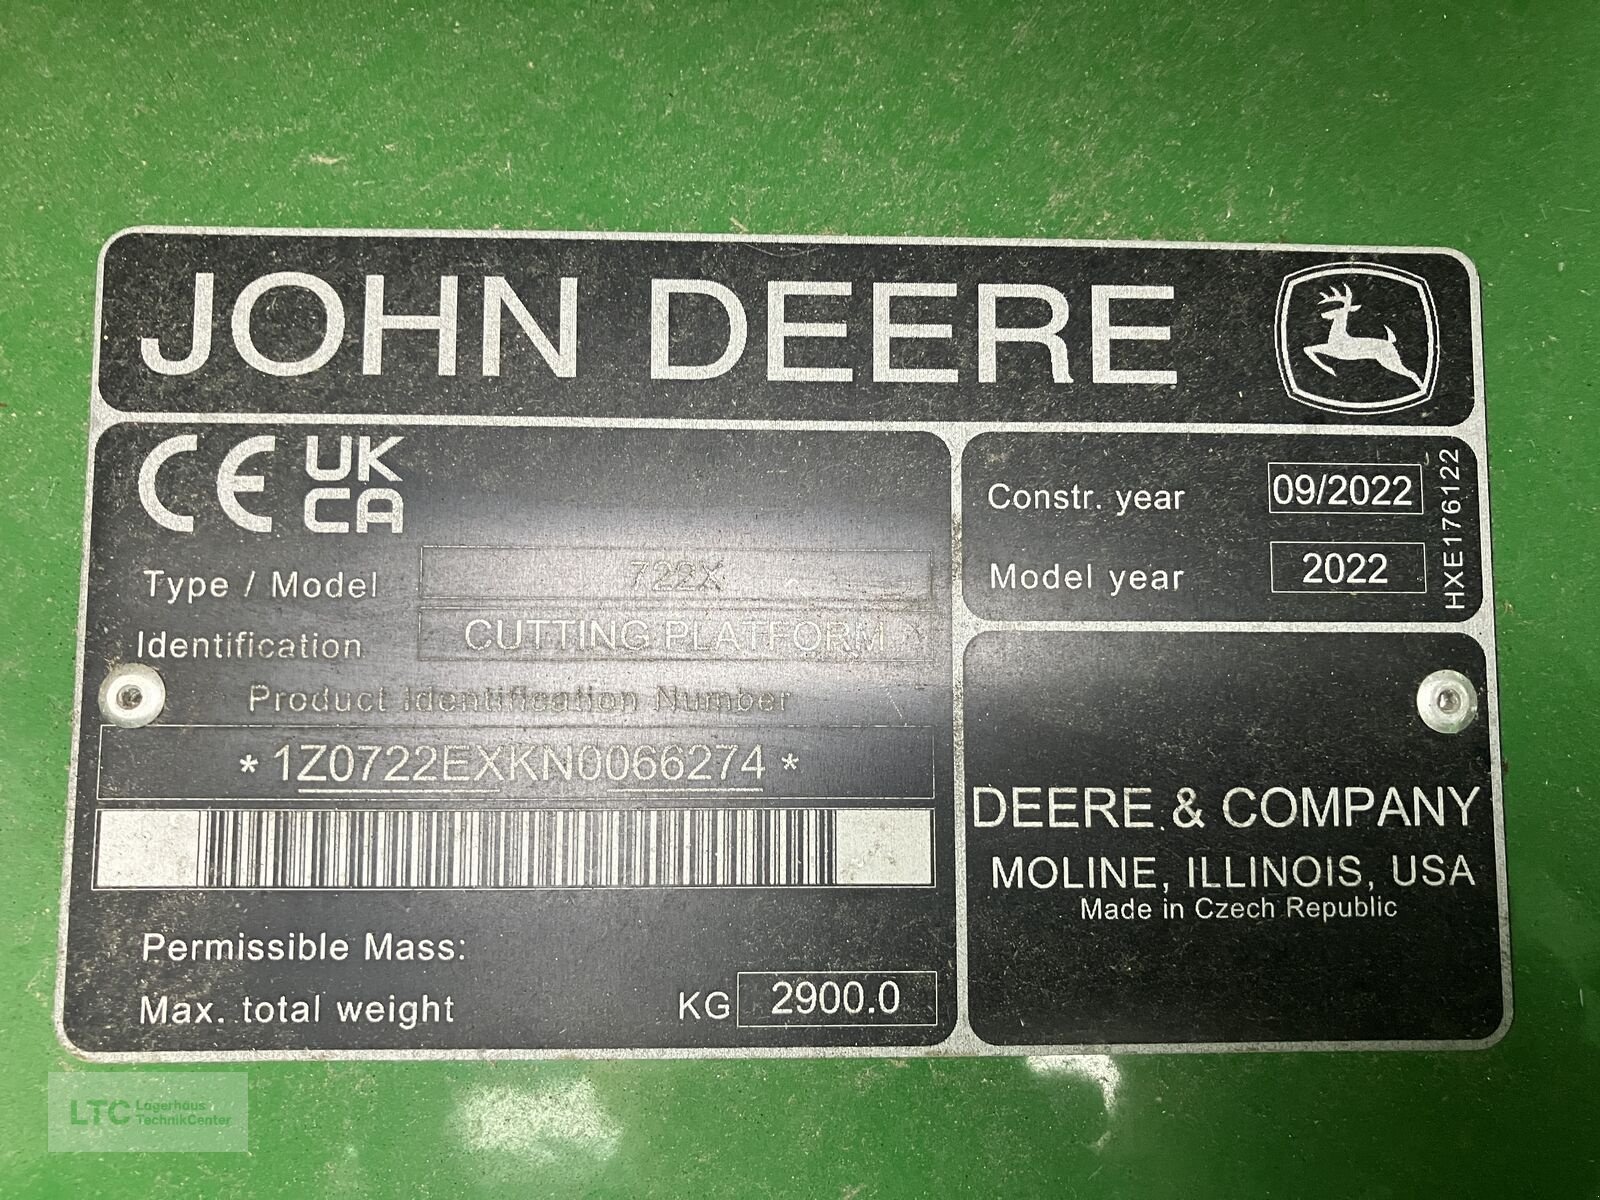 JOHN DEERE
CE UK CA
Type / Model 722X
Identification CUTTING PLATFORM
Product Identification Number
*1Z0722EXKN0066274*
Permissible Mass:
Max. total weight KG 2900.0
Constr. year 09/2022
Model year 2022
HXE176122
DEERE & COMPANY
MOLINE, ILLINOIS, USA
Made in Czech Republic
LTC Lagerhaus
TechnikCenter